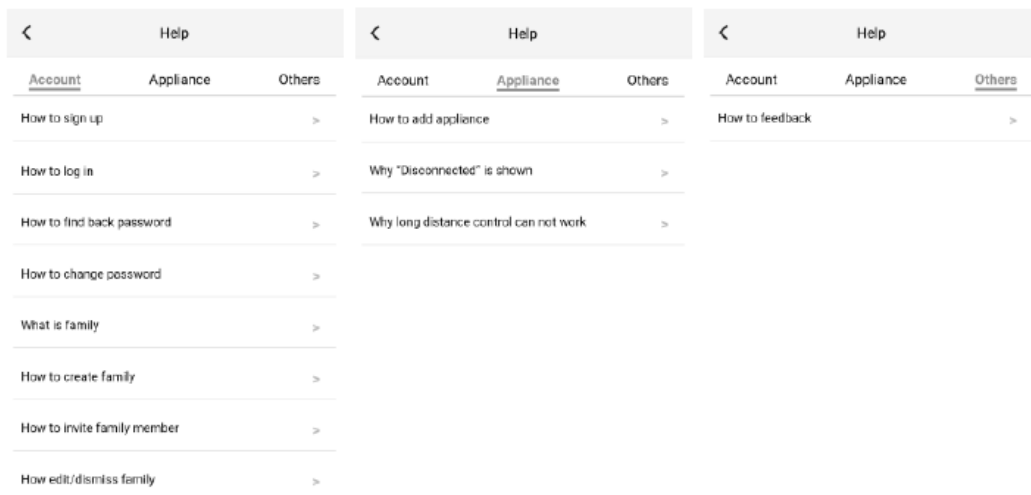 Help
Account Appliance Others
How to sign up >
How to log in >
How to find back password >
How to change password >
What is family >
How to create family >
How to invite family member >
How edit/dismiss family >
Help
Account Appliance Others
How to add appliance >
Why "Disconnected" is shown >
Why long distance control can not work >
Help
Account Appliance Others
How to feedback >